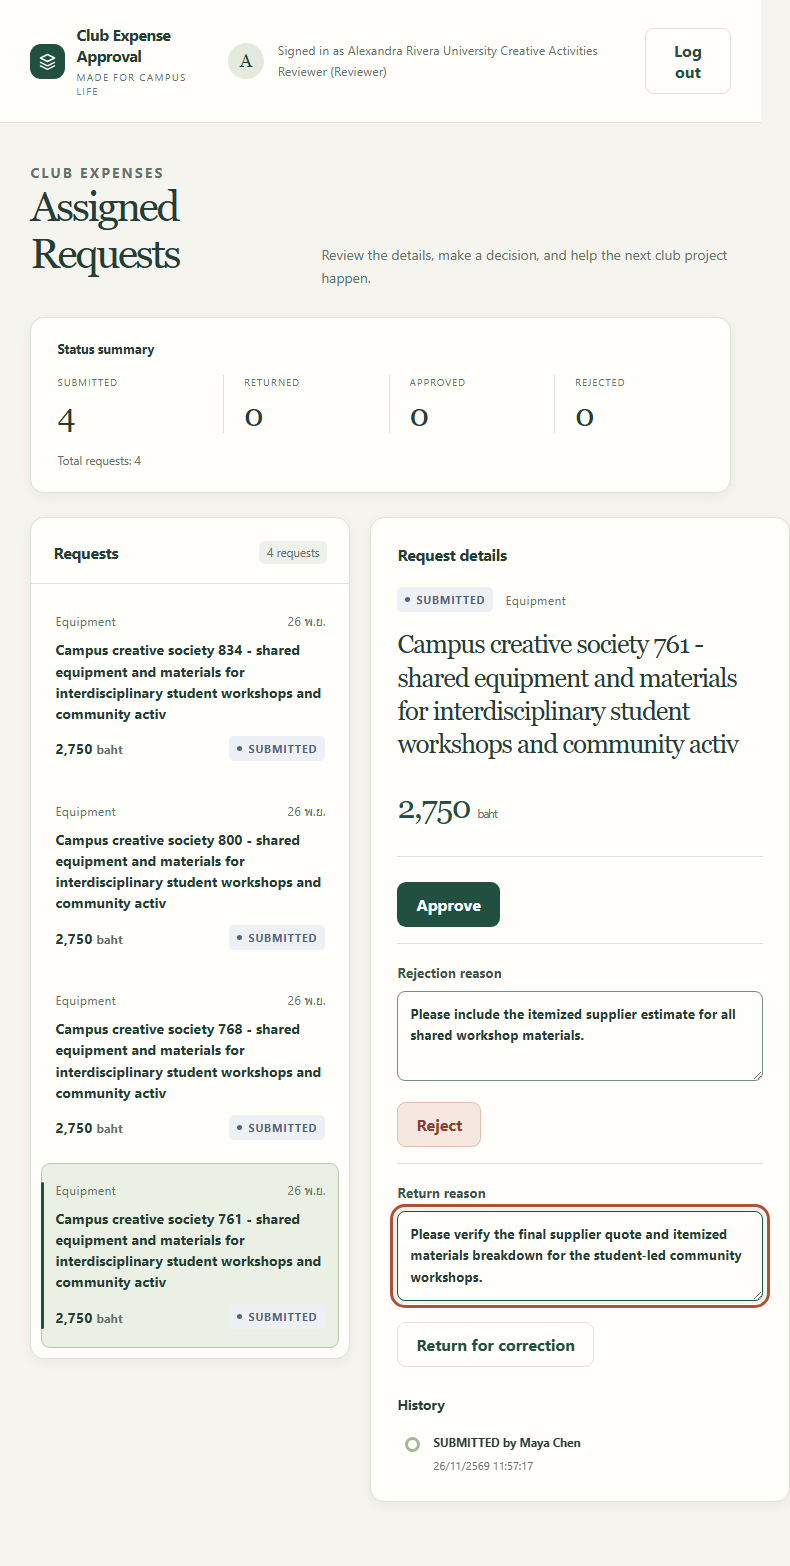 Club Expense
Approval
MADE FOR CAMPUS
LIFE
A
Signed in as Alexandra Rivera University Creative Activities
Reviewer (Reviewer)
Log
out
CLUB EXPENSES
Assigned
Requests
Review the details, make a decision, and help the next club project
happen.
Status summary
SUBMITTED
4
RETURNED
0
APPROVED
0
REJECTED
0
Total requests: 4
Requests
4 requests
Equipment
26 พ.ย.
Campus creative society 834 - shared
equipment and materials for
interdisciplinary student workshops and
community activ
2,750 baht
SUBMITTED
Equipment
26 พ.ย.
Campus creative society 800 - shared
equipment and materials for
interdisciplinary student workshops and
community activ
2,750 baht
SUBMITTED
Equipment
26 พ.ย.
Campus creative society 768 - shared
equipment and materials for
interdisciplinary student workshops and
community activ
2,750 baht
SUBMITTED
Equipment
26 พ.ย.
Campus creative society 761 - shared
equipment and materials for
interdisciplinary student workshops and
community activ
2,750 baht
SUBMITTED
Request details
SUBMITTED
Equipment
Campus creative society 761 -
shared equipment and materials
for interdisciplinary student
workshops and community activ
2,750 baht
Approve
Rejection reason
Please include the itemized supplier estimate for all
shared workshop materials.
Reject
Return reason
Please verify the final supplier quote and itemized
materials breakdown for the student-led community
workshops.
Return for correction
History
SUBMITTED by Maya Chen
26/11/2569 11:57:17